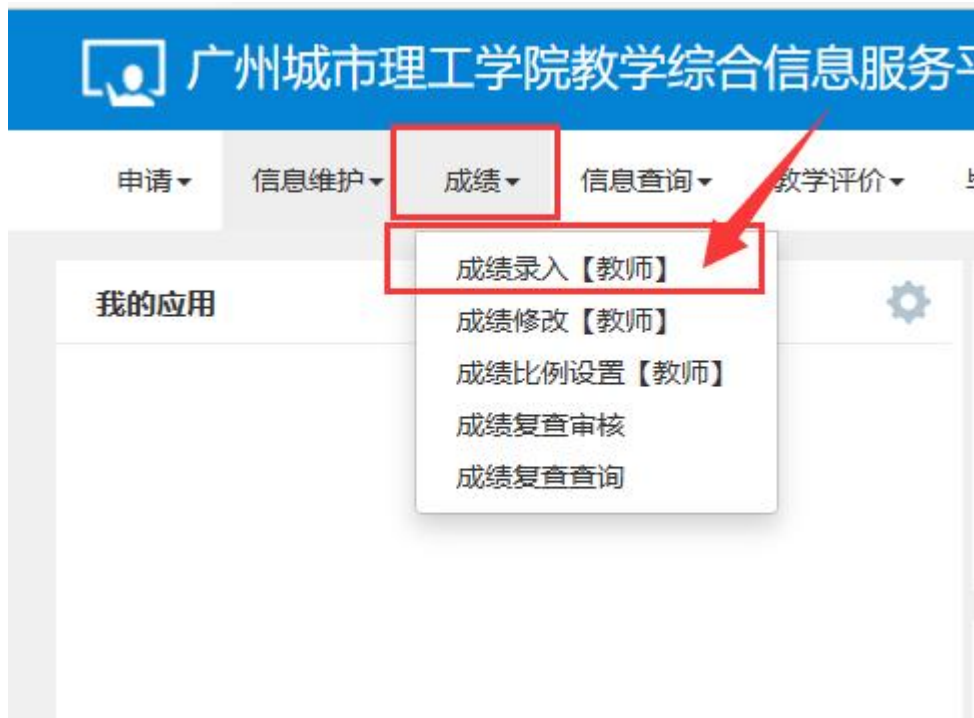 广州城市理工学院教学综合信息服务
申请 信息维护 成绩 信息查询 教学评价
成绩录入【教师】
我的应用
成绩修改【教师】
成绩比例设置【教师】
成绩复查审核
成绩复查查询